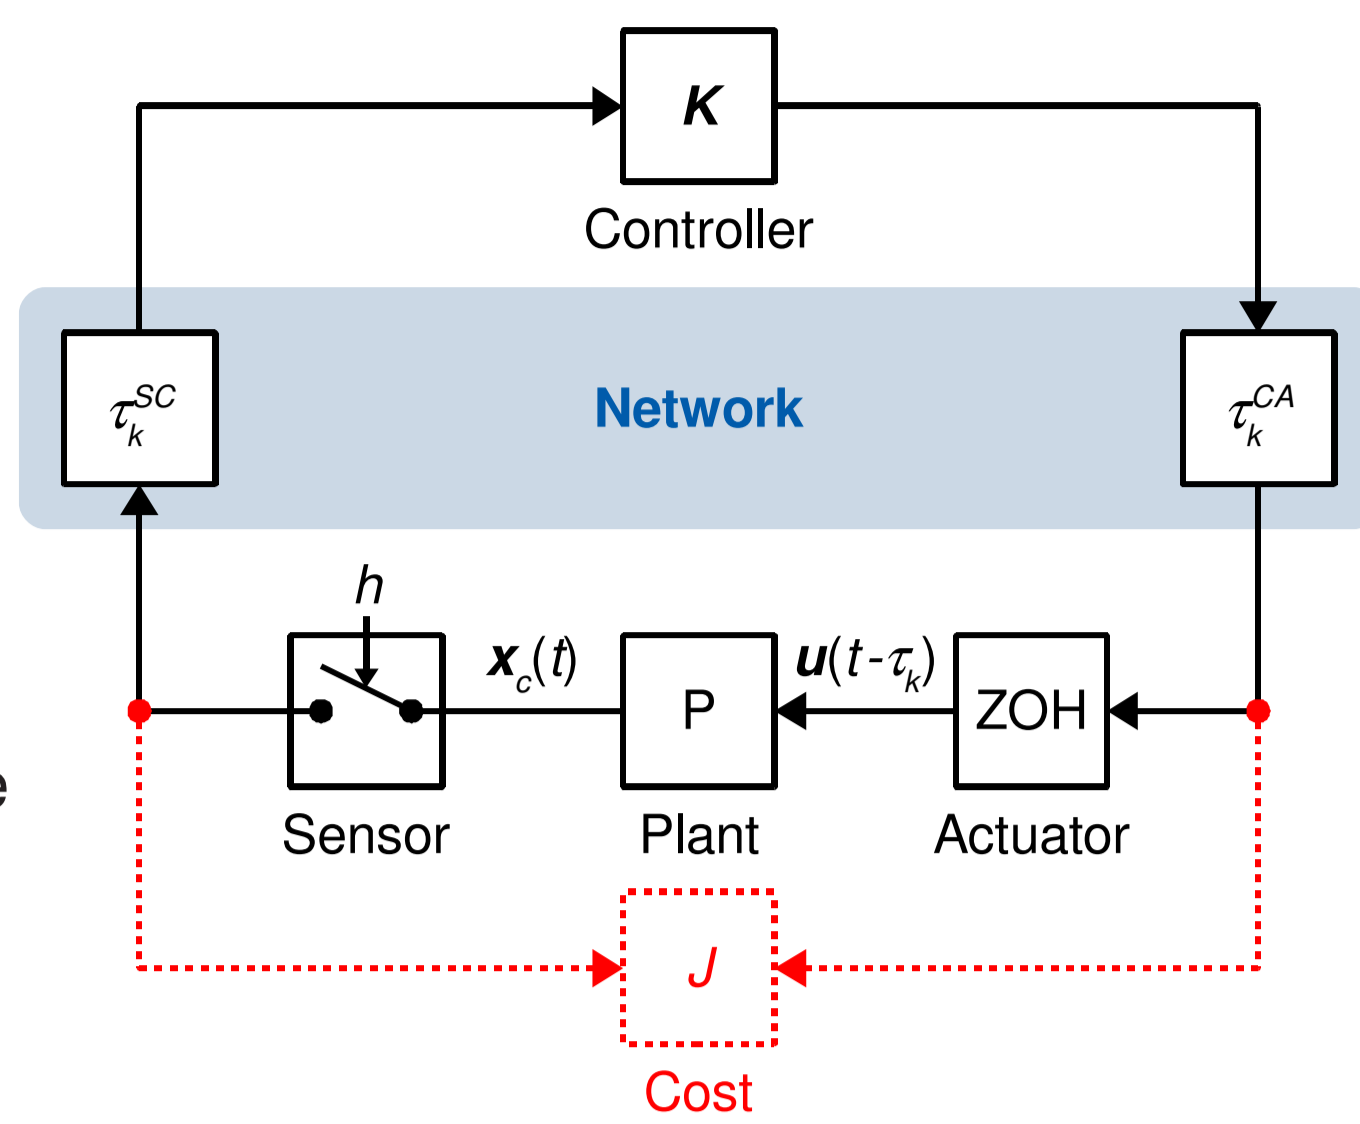 K
Controller
τ_k^{SC}
Network
τ_k^{CA}
h
x_c(t)
u(t-τ_k)
P
ZOH
e
Sensor
Plant
Actuator
J
Cost